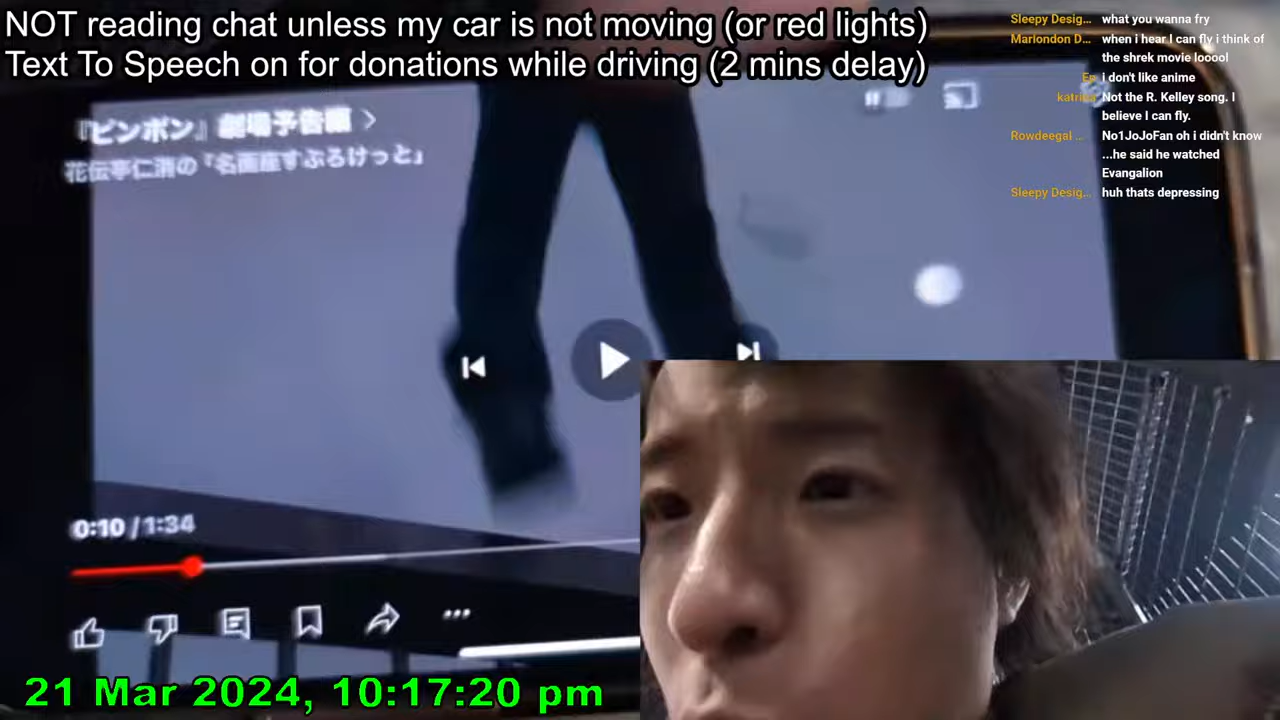 NOT reading chat unless my car is not moving (or red lights)
Text To Speech on for donations while driving (2 mins delay)
『ピンポン』 劇場予告編
花伝亭仁消の『名画座すぷろけっと』
0:10 / 1:34
21 Mar 2024, 10:17:20 pm
Sleepy Desig... what you wanna fry
Marlondon D... when i hear I can fly i think of
the shrek movie loool
i don't like anime
katrina Not the R. Kelley song. I
believe I can fly.
Rowdeegal ... No1JoJoFan oh i didn't know
...he said he watched
Evangalion
Sleepy Desig... huh thats depressing